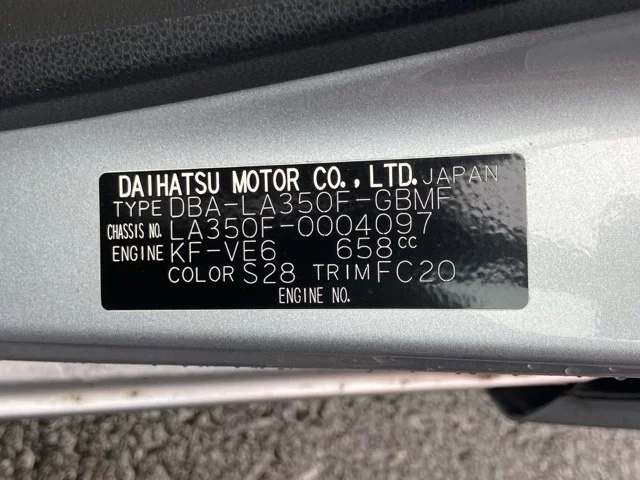 DAIHATSU MOTOR CO., LTD. JAPAN
TYPE DBA-LA350F-GBMF
CHASSIS NO. LA350F-0004097
ENGINE KF-VE6 658cc
COLOR S28 TRIM FC20
ENGINE NO.